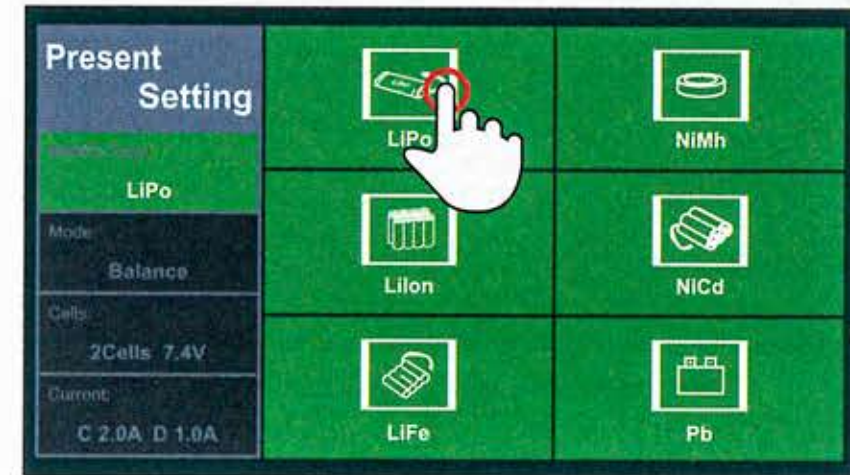 Present
Setting
LiPo
Mode:
Balance
Cells:
2Cells 7.4V
Current:
C 2.0A D 1.0A
LiPo
NiMh
LiIon
NiCd
LiFe
Pb